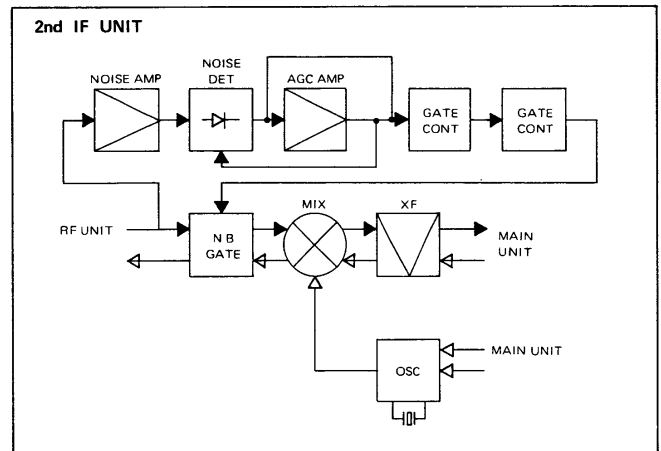 2nd IF UNIT
NOISE AMP
NOISE
DET
AGC AMP
GATE
CONT
GATE
CONT
RF UNIT
N B
GATE
MIX
XF
MAIN
UNIT
OSC
MAIN UNIT